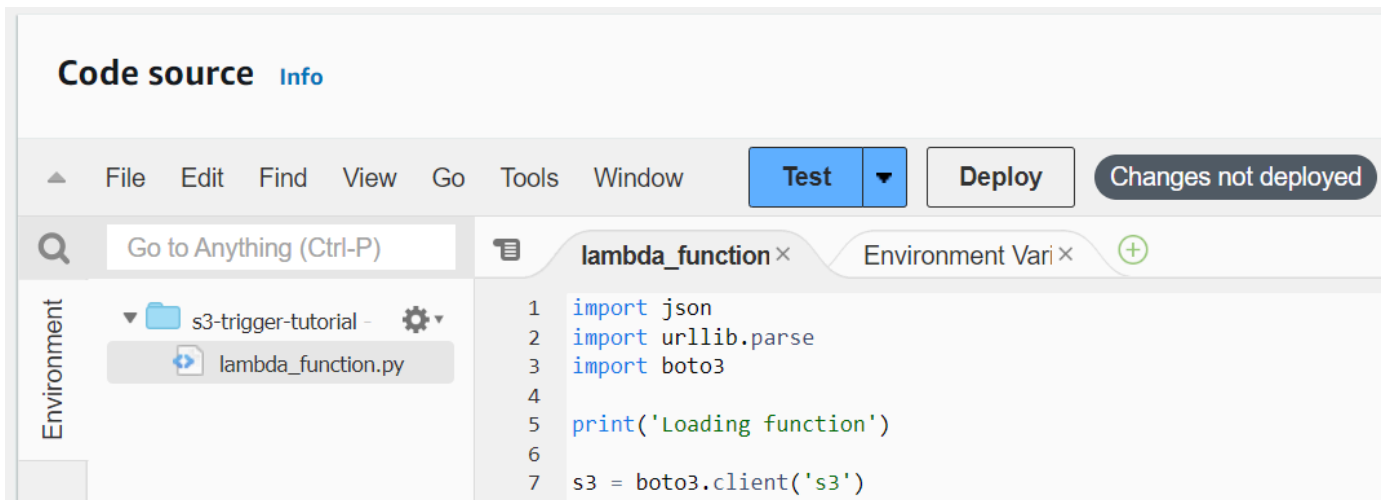 Code source Info
File Edit Find View Go Tools Window Test Deploy Changes not deployed
Go to Anything (Ctrl-P)
lambda_function Environment Vari
Environment
s3-trigger-tutorial -
lambda_function.py
1 import json
2 import urllib.parse
3 import boto3
4
5 print('Loading function')
6
7 s3 = boto3.client('s3')